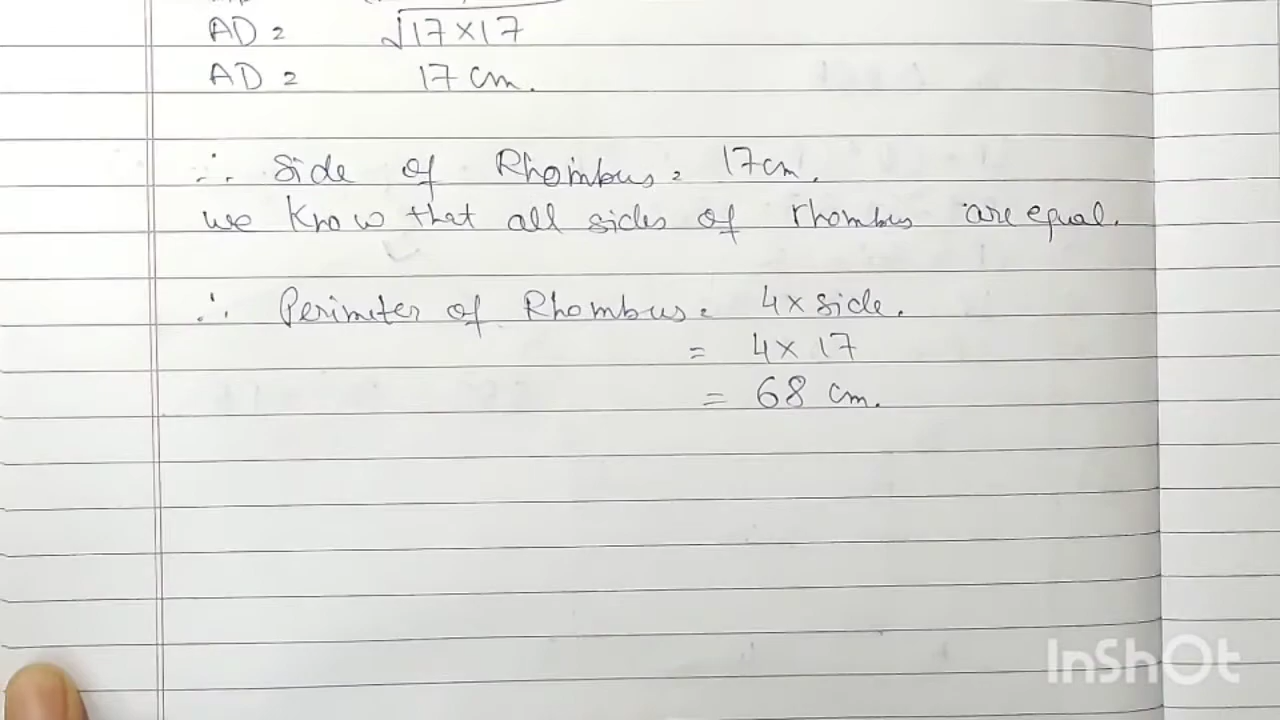 AD = √17×17
AD = 17 cm.
∴ Side of Rhombus = 17cm.
we know that all sides of rhombus are equal.
∴ Perimeter of Rhombus = 4× side.
= 4× 17
= 68 cm.
InShOt